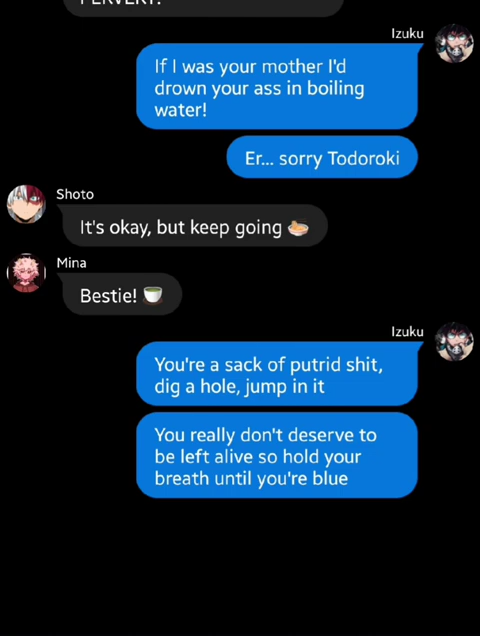 PERVERT!
Izuku
If I was your mother I'd
drown your ass in boiling
water!
Er... sorry Todoroki
Shoto
It's okay, but keep going 🍜
Mina
Bestie! 🍵
Izuku
You're a sack of putrid shit,
dig a hole, jump in it
You really don't deserve to
be left alive so hold your
breath until you're blue